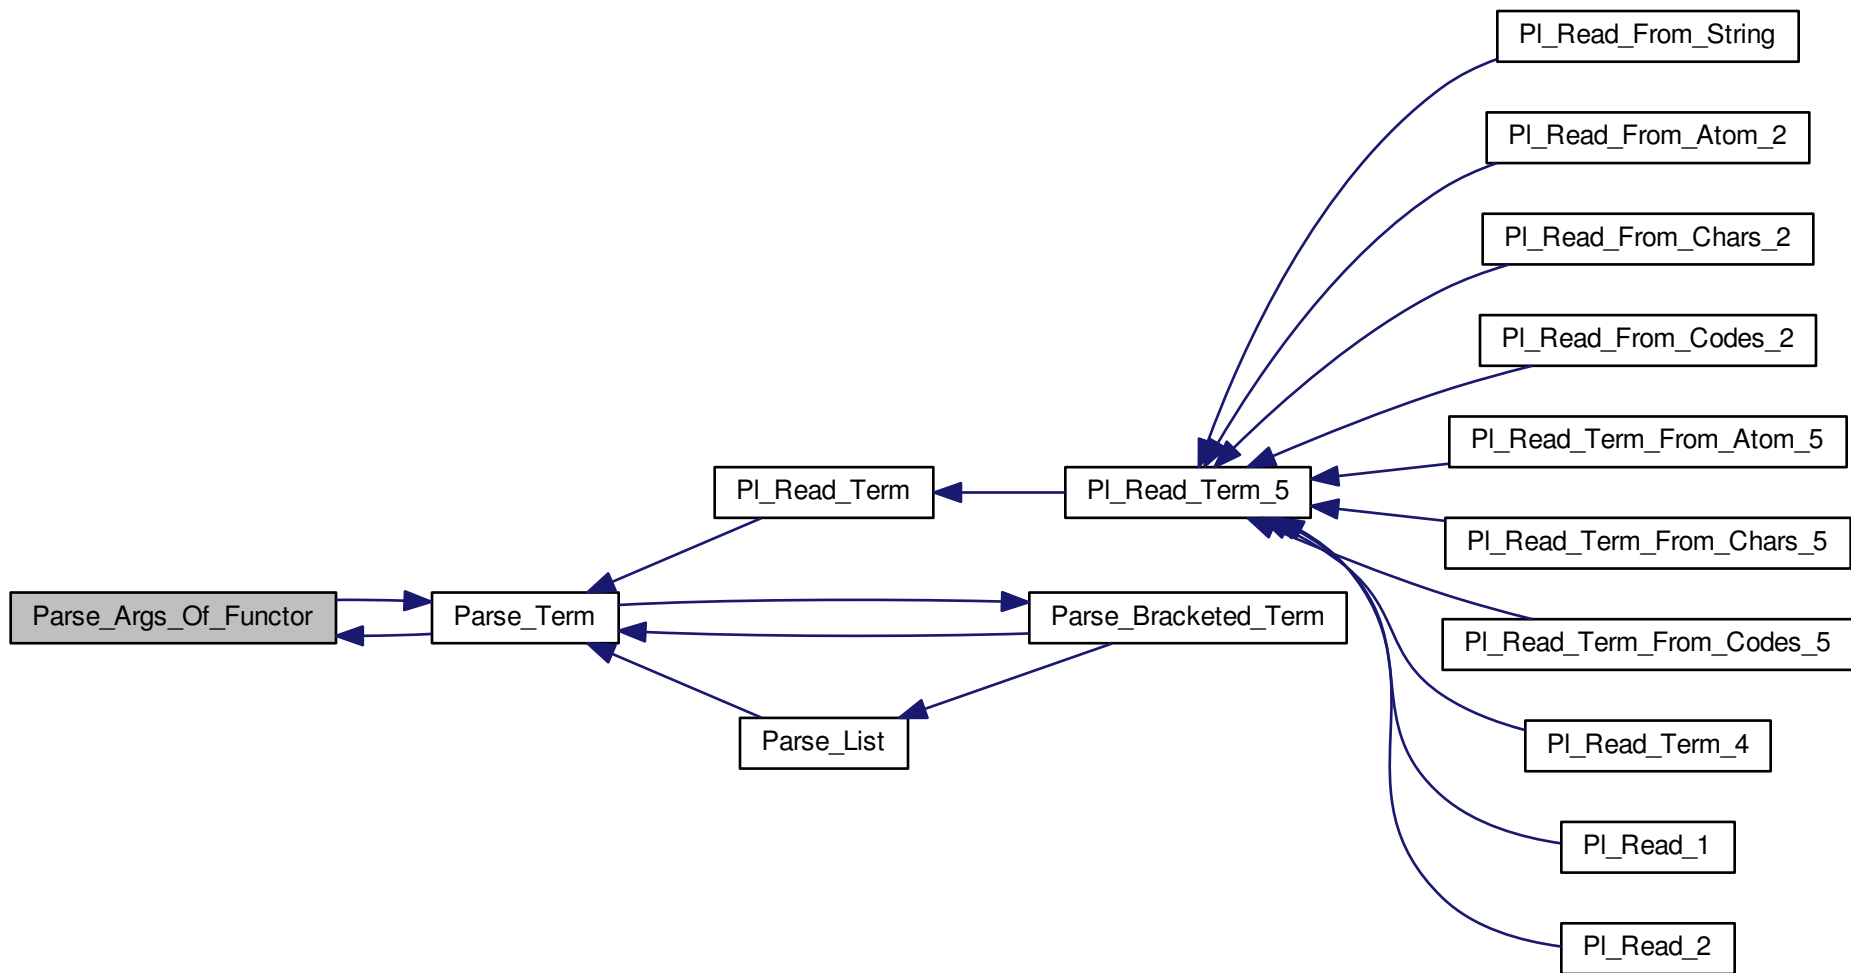 Pl_Read_From_String
Pl_Read_From_Atom_2
Pl_Read_From_Chars_2
Pl_Read_From_Codes_2
Pl_Read_Term_From_Atom_5
Pl_Read_Term
Pl_Read_Term_5
Pl_Read_Term_From_Chars_5
Parse_Args_Of_Functor
Parse_Term
Parse_Bracketed_Term
Pl_Read_Term_From_Codes_5
Parse_List
Pl_Read_Term_4
Pl_Read_1
Pl_Read_2